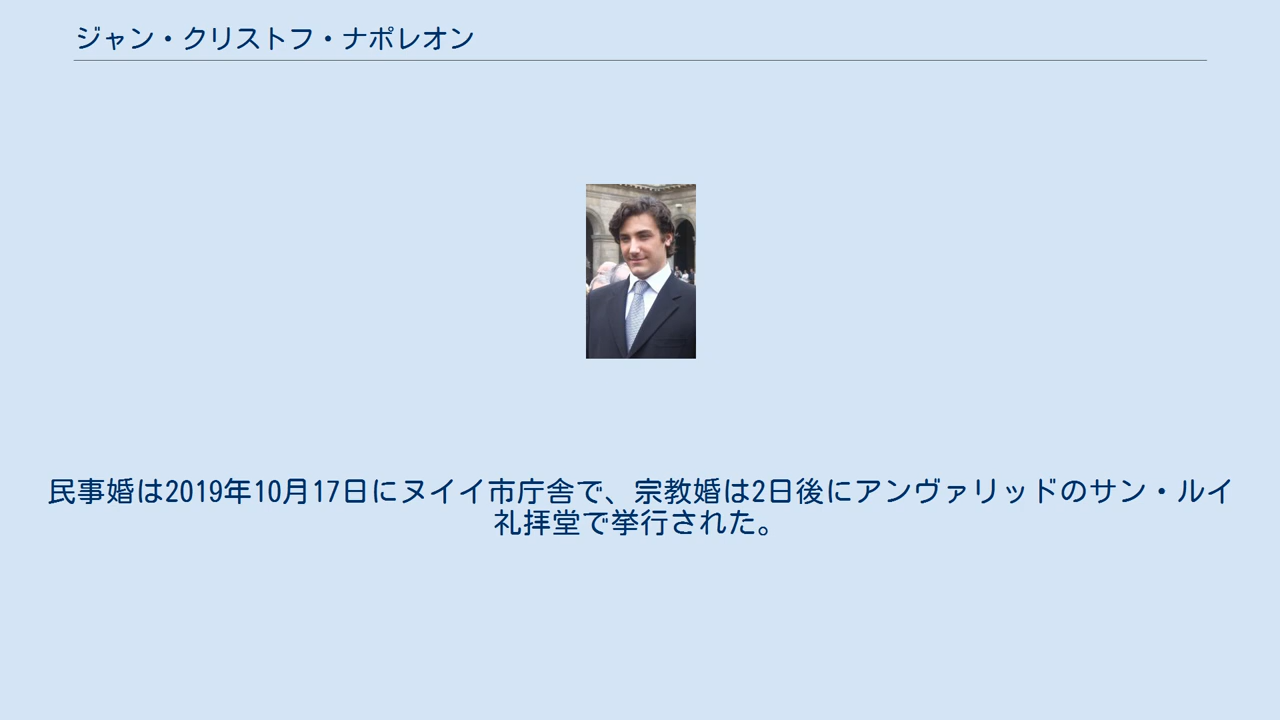 ジャン・クリストフ・ナポレオン
民事婚は2019年10月17日にヌイイ市庁舎で、宗教婚は2日後にアンヴァリッドのサン・ルイ
礼拝堂で挙行された。